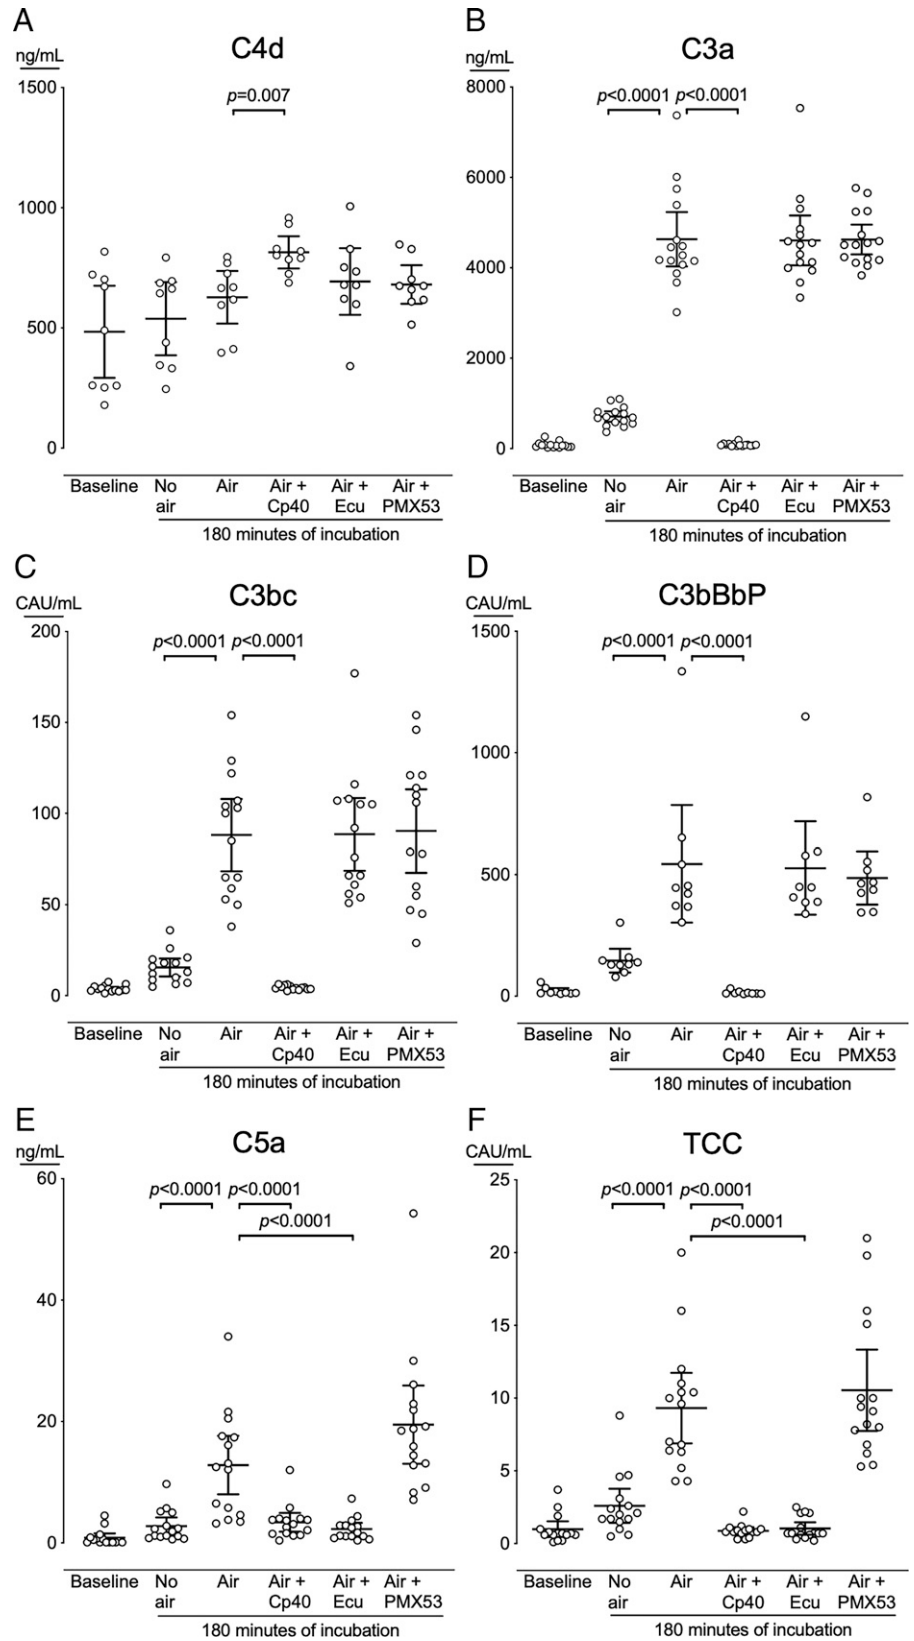 A
B
C4d
C3a
ng/mL
ng/mL
1500
1000
500
0
p=0.007
8000
6000
4000
2000
0
p<0.0001 p<0.0001
Baseline No air Air Air + Cp40 Air + Ecu Air + PMX53
180 minutes of incubation
Baseline No air Air Air + Cp40 Air + Ecu Air + PMX53
180 minutes of incubation
C
D
C3bc
C3bBbP
CAU/mL
CAU/mL
200
150
100
50
0
p<0.0001 p<0.0001
1500
1000
500
0
p<0.0001 p<0.0001
Baseline No air Air Air + Cp40 Air + Ecu Air + PMX53
180 minutes of incubation
Baseline No air Air Air + Cp40 Air + Ecu Air + PMX53
180 minutes of incubation
E
F
C5a
TCC
ng/mL
CAU/mL
60
40
20
0
p<0.0001 p<0.0001
p<0.0001
25
20
15
10
5
0
p<0.0001 p<0.0001
p<0.0001
Baseline No air Air Air + Cp40 Air + Ecu Air + PMX53
180 minutes of incubation
Baseline No air Air Air + Cp40 Air + Ecu Air + PMX53
180 minutes of incubation